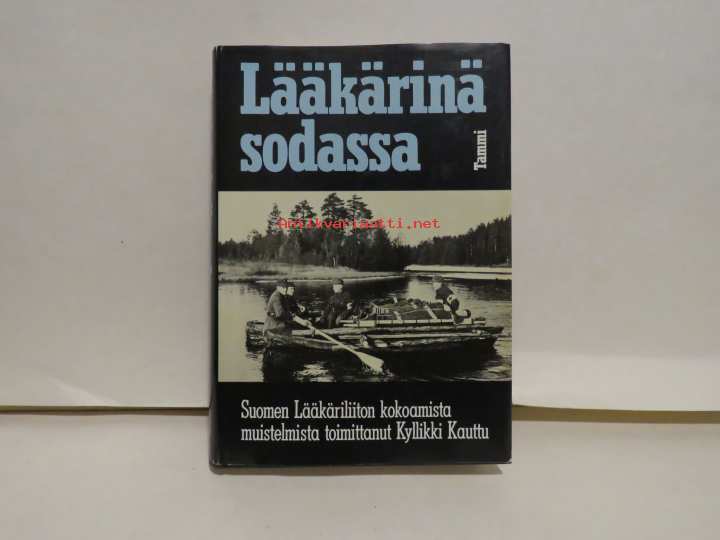 Lääkärinä
sodassa
Tammi
Antikvariaatti.net
Suomen Lääkäriliiton kokoamista
muistelmista toimittanut Kyllikki Kauttu